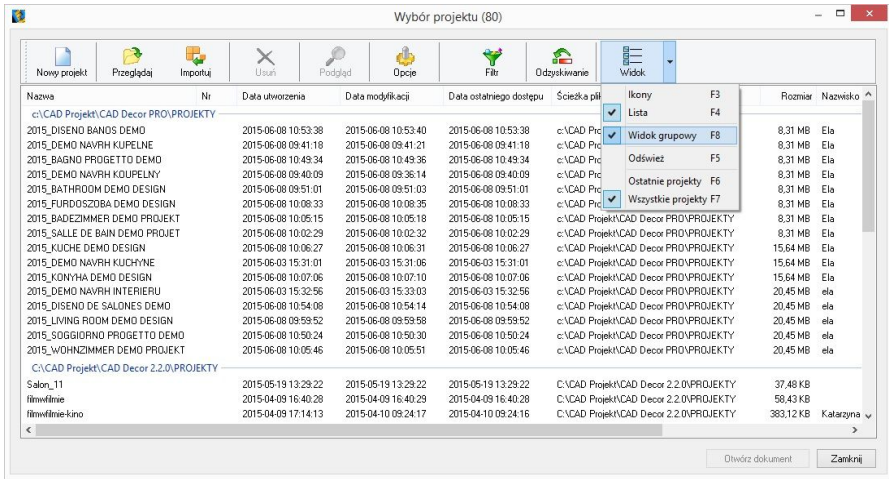 Wybór projektu (80)
Nowy projekt Przeglądaj Importuj Usuń Podgląd Opcje Filtr Odzyskiwanie Widok
Nazwa Nr Data utworzenia Data modyfikacji Data ostatniego dostępu Ścieżka plik Rozmiar Nazwisko
Ikony F3
Lista F4
Widok grupowy F8
Odśwież F5
Ostatnie projekty F6
Wszystkie projekty F7
c:\CAD Projekt\CAD Decor PRO\PROJEKTY
2015_DISENO BANOS DEMO 2015-06-08 10:53:38 2015-06-08 10:53:40 2015-06-08 10:53:38 c:\CAD Pro 8,31 MB Ela
2015_DEMO NAVRH KUPELNE 2015-06-08 09:41:18 2015-06-08 09:41:21 2015-06-08 09:41:18 c:\CAD Pro 8,31 MB Ela
2015_BAGNO PROGETTO DEMO 2015-06-08 10:49:34 2015-06-08 10:49:36 2015-06-08 10:49:34 c:\CAD Pro 8,31 MB Ela
2015_DEMO NAVRH KOUPELNY 2015-06-08 09:40:09 2015-06-08 09:36:14 2015-06-08 09:40:09 c:\CAD Pro 8,31 MB Ela
2015_BATHROOM DEMO DESIGN 2015-06-08 09:51:01 2015-06-08 09:51:03 2015-06-08 09:51:01 c:\CAD Pro 8,31 MB Ela
2015_FURDOSZOBA DEMO DESIGN 2015-06-08 10:08:33 2015-06-08 10:08:35 2015-06-08 10:08:33 c:\CAD Pro 8,31 MB Ela
2015_BADEZIMMER DEMO PROJEKT 2015-06-08 10:05:15 2015-06-08 10:05:18 2015-06-08 10:05:15 c:\CAD Projekt\CAD Decor PRO\PROJEKTY 8,31 MB Ela
2015_SALLE DE BAIN DEMO PROJET 2015-06-08 10:02:29 2015-06-08 10:02:32 2015-06-08 10:02:29 c:\CAD Projekt\CAD Decor PRO\PROJEKTY 8,31 MB Ela
2015_KUCHE DEMO DESIGN 2015-06-08 10:06:27 2015-06-08 10:06:31 2015-06-08 10:06:27 c:\CAD Projekt\CAD Decor PRO\PROJEKTY 15,64 MB Ela
2015_DEMO NAVRH KUCHYNE 2015-06-03 15:31:01 2015-06-03 15:31:06 2015-06-03 15:31:01 c:\CAD Projekt\CAD Decor PRO\PROJEKTY 15,64 MB Ela
2015_KONYHA DEMO DESIGN 2015-06-08 10:07:06 2015-06-08 10:07:10 2015-06-08 10:07:06 c:\CAD Projekt\CAD Decor PRO\PROJEKTY 15,64 MB Ela
2015_DEMO NAVRH INTERIERU 2015-06-03 15:32:56 2015-06-03 15:33:03 2015-06-03 15:32:56 c:\CAD Projekt\CAD Decor PRO\PROJEKTY 20,45 MB ela
2015_DISENO DE SALONES DEMO 2015-06-08 10:54:08 2015-06-08 10:54:14 2015-06-08 10:54:08 c:\CAD Projekt\CAD Decor PRO\PROJEKTY 20,45 MB ela
2015_LIVING ROOM DEMO DESIGN 2015-06-08 09:59:52 2015-06-08 09:59:58 2015-06-08 09:59:52 c:\CAD Projekt\CAD Decor PRO\PROJEKTY 20,45 MB ela
2015_SOGGIORNO PROGETTO DEMO 2015-06-08 10:50:24 2015-06-08 10:50:30 2015-06-08 10:50:24 c:\CAD Projekt\CAD Decor PRO\PROJEKTY 20,45 MB ela
2015_WOHNZIMMER DEMO PROJEKT 2015-06-08 10:05:46 2015-06-08 10:05:51 2015-06-08 10:05:46 c:\CAD Projekt\CAD Decor PRO\PROJEKTY 20,45 MB ela
C:\CAD Projekt\CAD Decor 2.2.0\PROJEKTY
Salon_11 2015-05-19 13:29:22 2015-05-19 13:29:22 2015-05-19 13:29:22 C:\CAD Projekt\CAD Decor 2.2.0\PROJEKTY 37,48 KB
filmwfilmie 2015-04-09 16:40:28 2015-04-09 16:40:29 2015-04-09 16:40:28 C:\CAD Projekt\CAD Decor 2.2.0\PROJEKTY 58,43 KB
filmwfilmie-kino 2015-04-09 17:14:13 2015-04-10 09:24:17 2015-04-10 09:24:16 C:\CAD Projekt\CAD Decor 2.2.0\PROJEKTY 383,12 KB Katarzyna
Otwórz dokument Zamknij